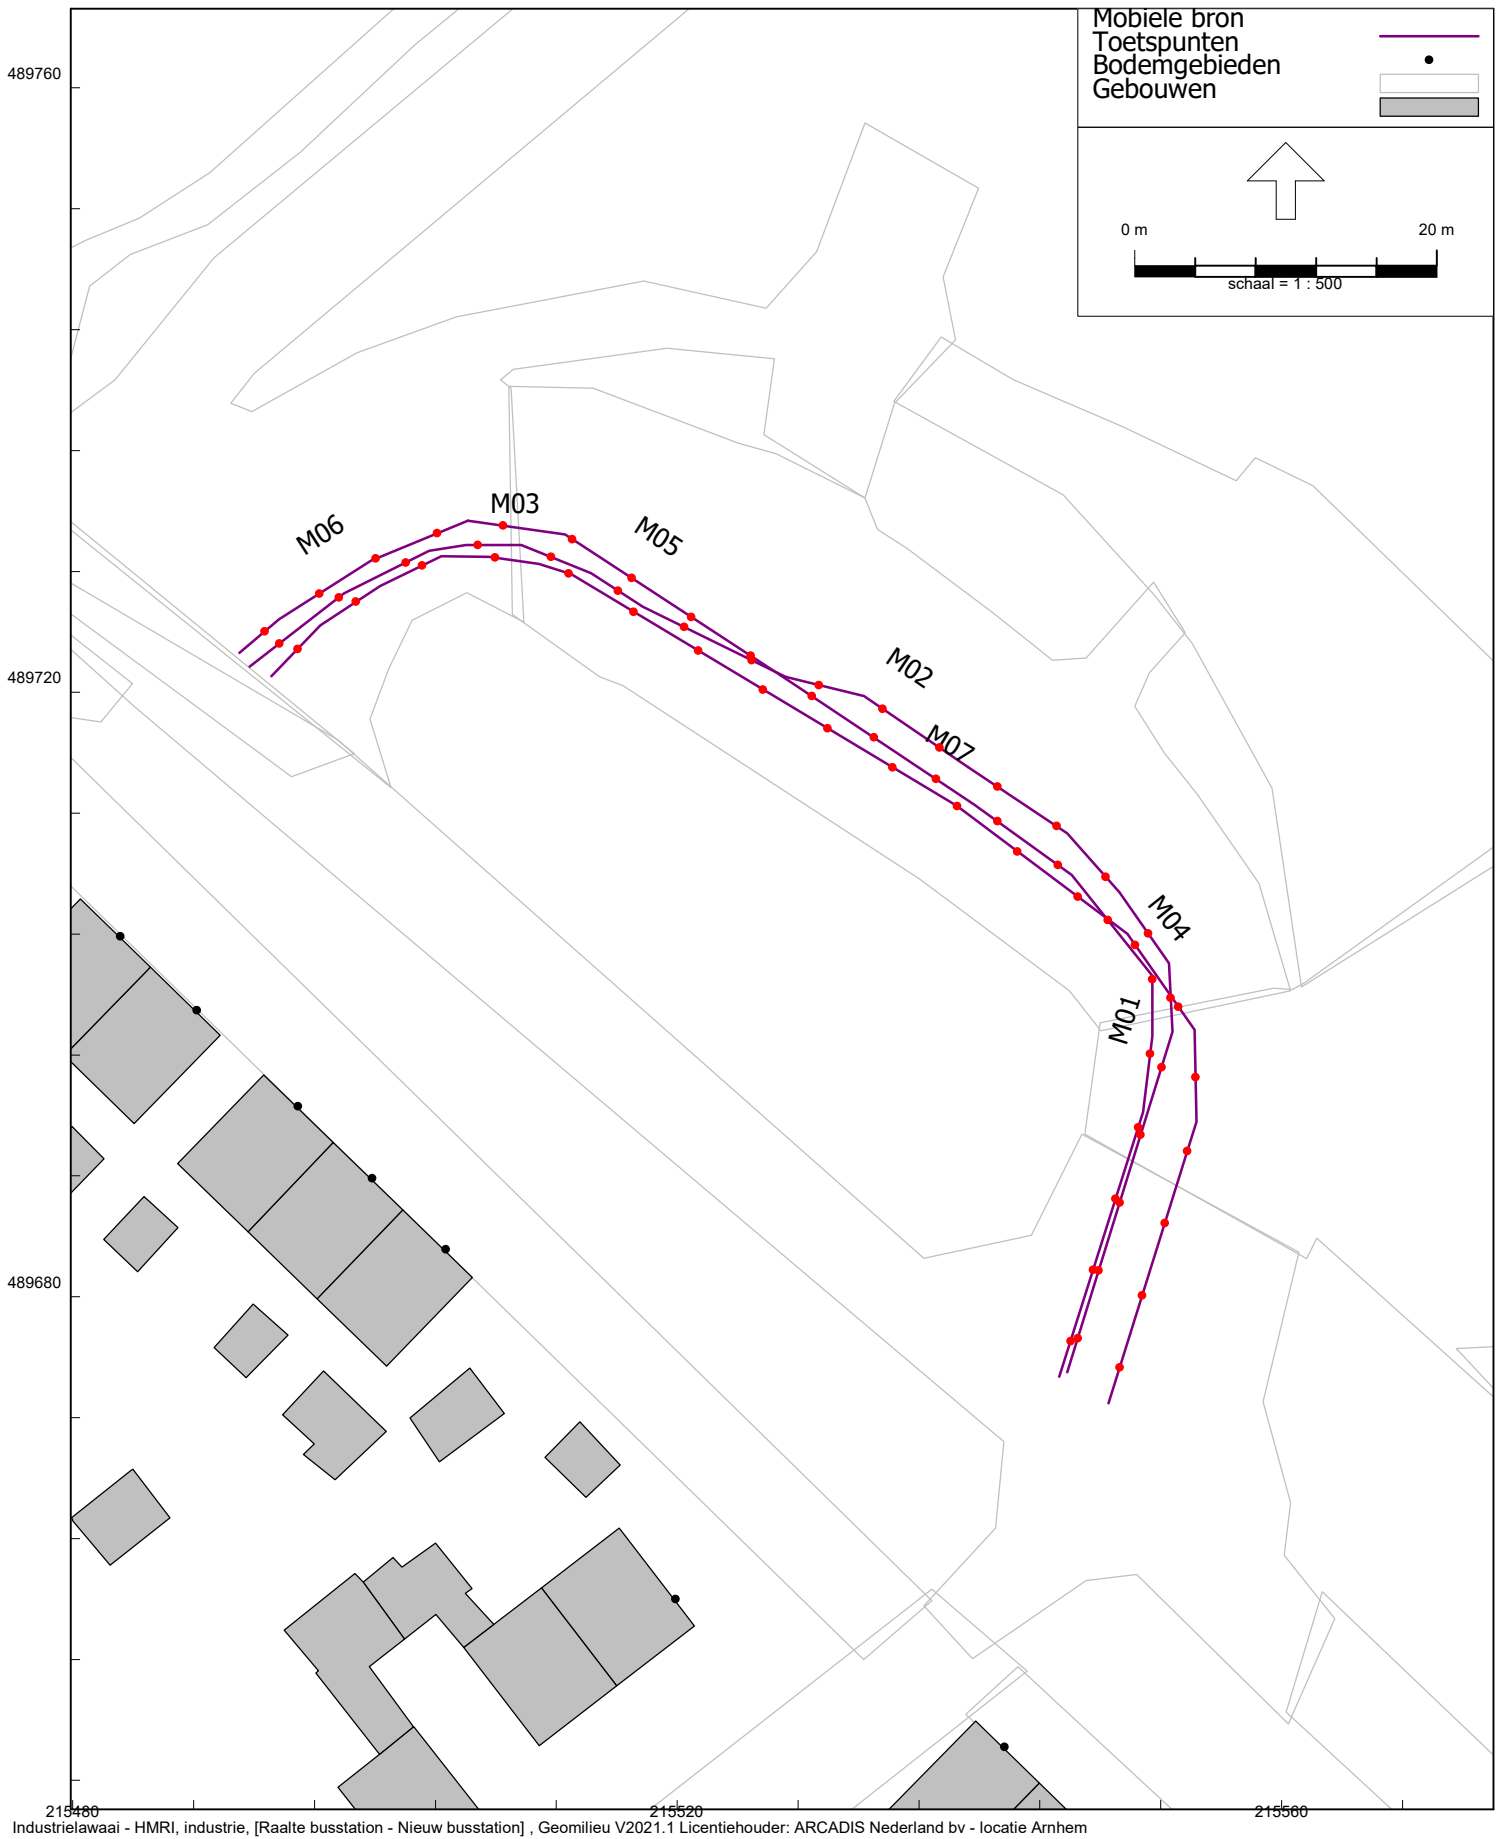 Mobiele bron
Toetspunten
Bodemgebieden
Gebouwen
489760
0 m 20 m
schaal = 1 : 500
M06
M03
M05
M02
489720
M07
M04
M01
489680
215480 215520 215560
Industrielawaai - HMRI, industrie, [Raalte busstation - Nieuw busstation] , Geomilieu V2021.1 Licentiehouder: ARCADIS Nederland bv - locatie Arnhem